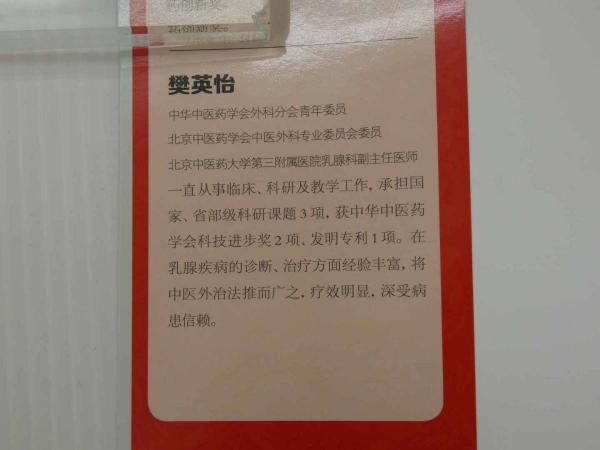 药创新奖。
樊英怡
中华中医药学会外科分会青年委员
北京中医药学会中医外科专业委员会委员
北京中医药大学第三附属医院乳腺科副主任医师
一直从事临床、科研及教学工作，承担国
家、省部级科研课题3项，获中华中医药
学会科技进步奖2项、发明专利1项。在
乳腺疾病的诊断、治疗方面经验丰富，将
中医外治法推而广之，疗效明显，深受病
患信赖。